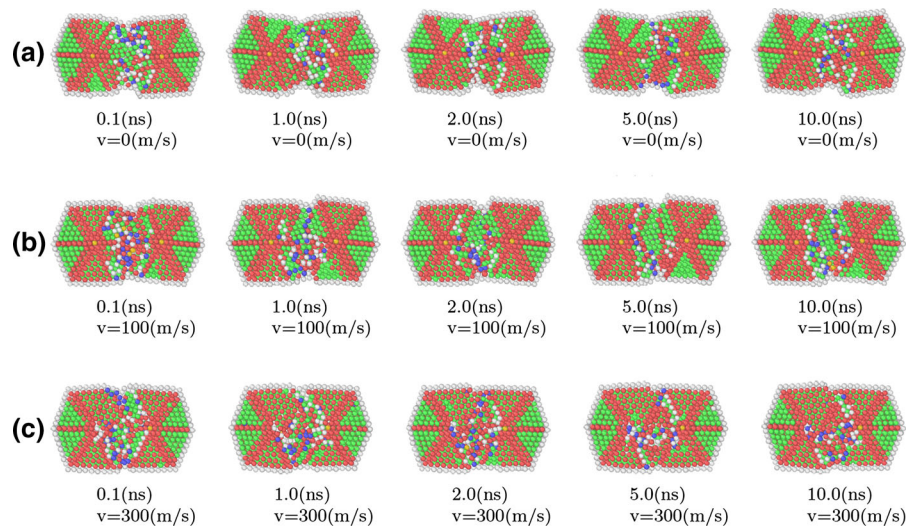 (a)
0.1(ns) 1.0(ns) 2.0(ns) 5.0(ns) 10.0(ns)
v=0(m/s) v=0(m/s) v=0(m/s) v=0(m/s) v=0(m/s)
(b)
0.1(ns) 1.0(ns) 2.0(ns) 5.0(ns) 10.0(ns)
v=100(m/s) v=100(m/s) v=100(m/s) v=100(m/s) v=100(m/s)
(c)
0.1(ns) 1.0(ns) 2.0(ns) 5.0(ns) 10.0(ns)
v=300(m/s) v=300(m/s) v=300(m/s) v=300(m/s) v=300(m/s)